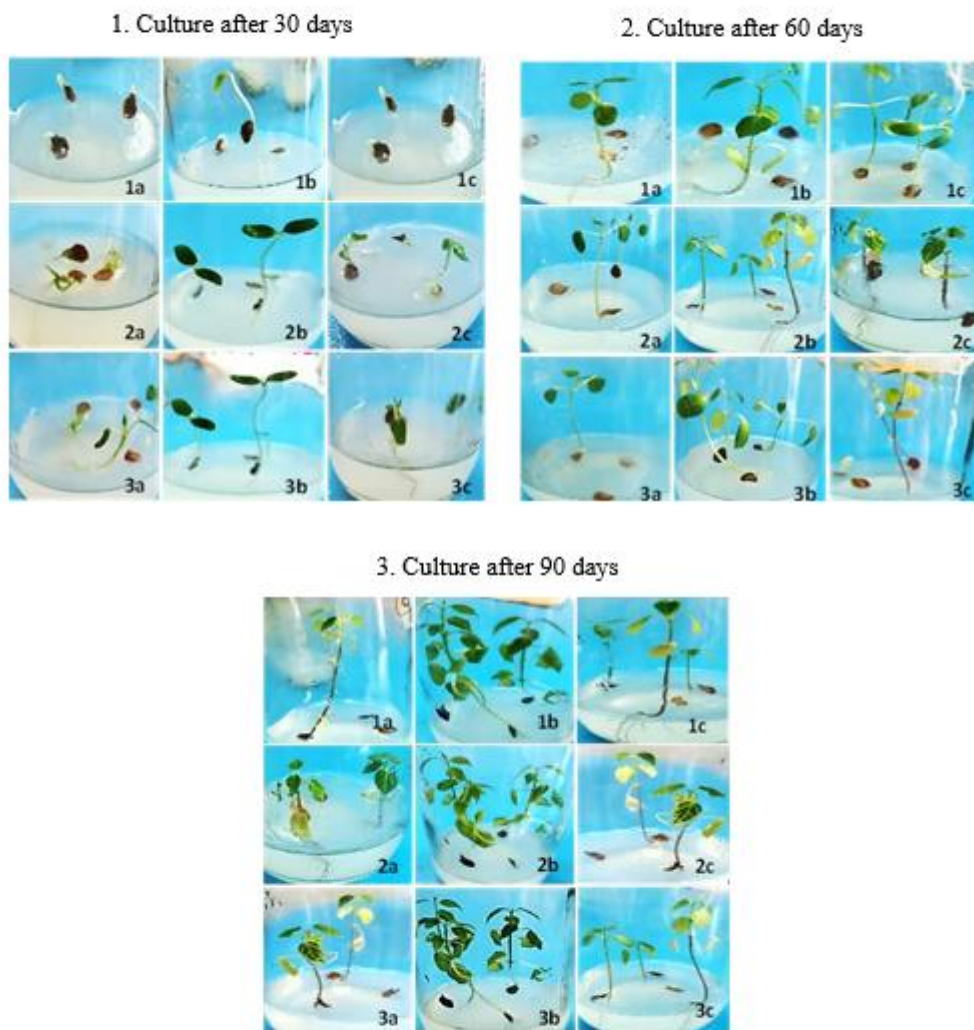 1. Culture after 30 days
1a 1b 1c
2a 2b 2c
3a 3b 3c
2. Culture after 60 days
1a 1b 1c
2a 2b 2c
3a 3b 3c
3. Culture after 90 days
1a 1b 1c
2a 2b 2c
3a 3b 3c